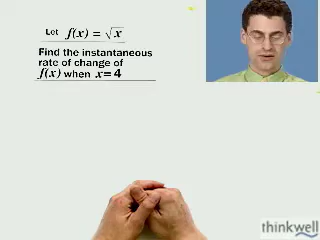 Let f(x) = √x
Find the instantaneous
rate of change of
f(x) when x=4
thinkwell